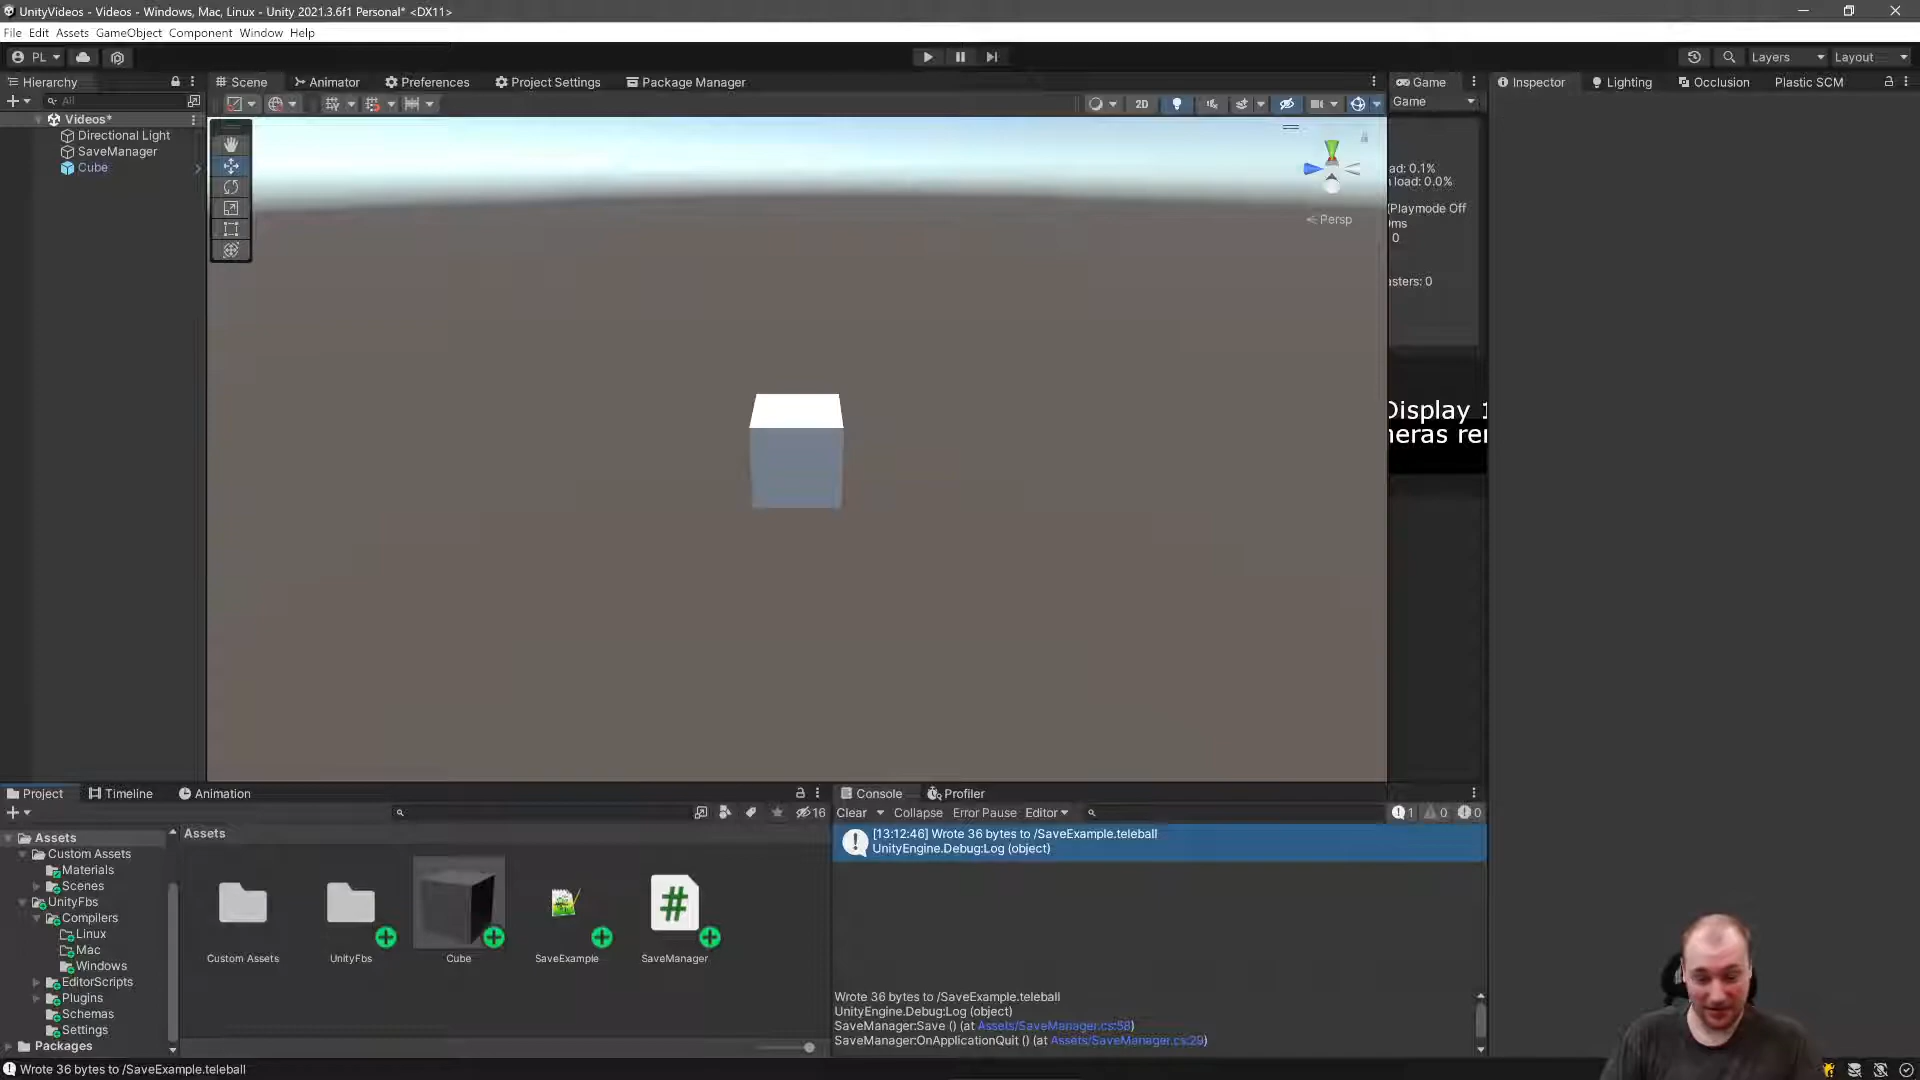 UnityVideos - Videos - Windows, Mac, Linux - Unity 2021.3.6f1 Personal* <DX11>
File Edit Assets GameObject Component Window Help
PL
Layers
Layout
Hierarchy
Scene
Animator
Preferences
Project Settings
Package Manager
Game
Inspector
Lighting
Occlusion
Plastic SCM
All
2D
Game
Videos*
Directional Light
SaveManager
Cube
Persp
ad: 0.1%
load: 0.0%
(Playmode Off
0ms
0
asters: 0
Display 1
neras rei
Project
Timeline
Animation
16
Assets
Custom Assets
Materials
Scenes
UnityFbs
Compilers
Linux
Mac
Windows
EditorScripts
Plugins
Schemas
Settings
Packages
Assets
Custom Assets
UnityFbs
Cube
SaveExample
SaveManager
Console
Profiler
Clear
Collapse
Error Pause
Editor
1
0
0
[13:12:46] Wrote 36 bytes to /SaveExample.teleball
UnityEngine.Debug:Log (object)
Wrote 36 bytes to /SaveExample.teleball
UnityEngine.Debug:Log (object)
SaveManager:Save () (at Assets/SaveManager.cs:58)
SaveManager:OnApplicationQuit () (at Assets/SaveManager.cs:29)
Wrote 36 bytes to /SaveExample.teleball